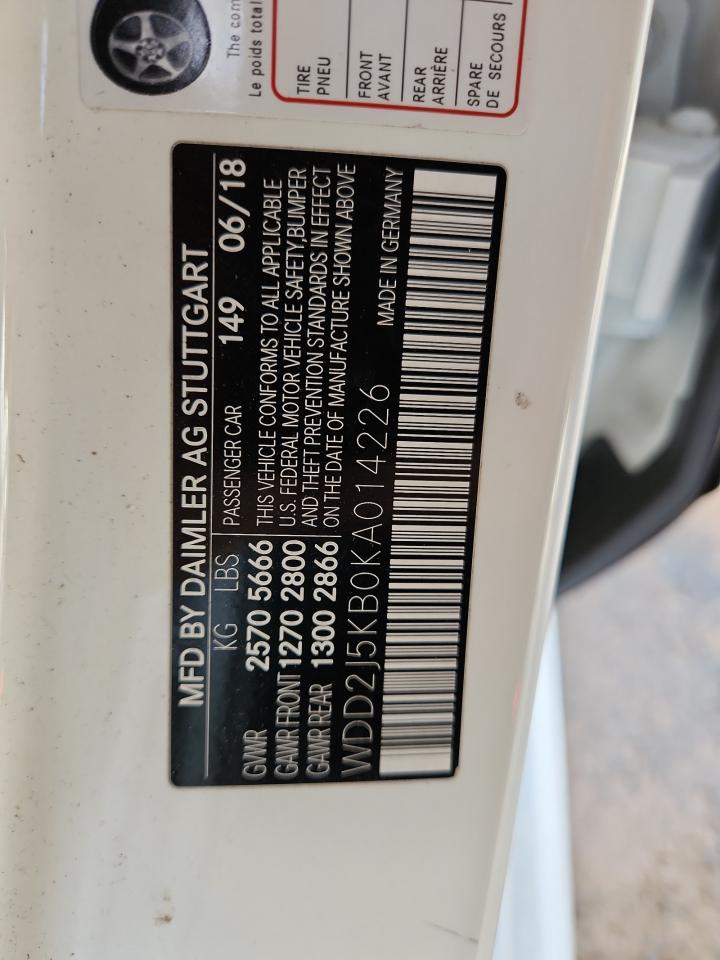 The com
Le poids total
TIRE
PNEU
FRONT
AVANT
REAR
ARRIÈRE
SPARE
DE SECOURS
MFD BY DAIMLER AG STUTTGART
KG LBS PASSENGER CAR 149 06/18
GVWR 2570 5666 THIS VEHICLE CONFORMS TO ALL APPLICABLE
GAWR FRONT 1270 2800 U.S. FEDERAL MOTOR VEHICLE SAFETY,BUMPER
GAWR REAR 1300 2866 AND THEFT PREVENTION STANDARDS IN EFFECT
ON THE DATE OF MANUFACTURE SHOWN ABOVE
WDD2J5KB0KA014226 MADE IN GERMANY